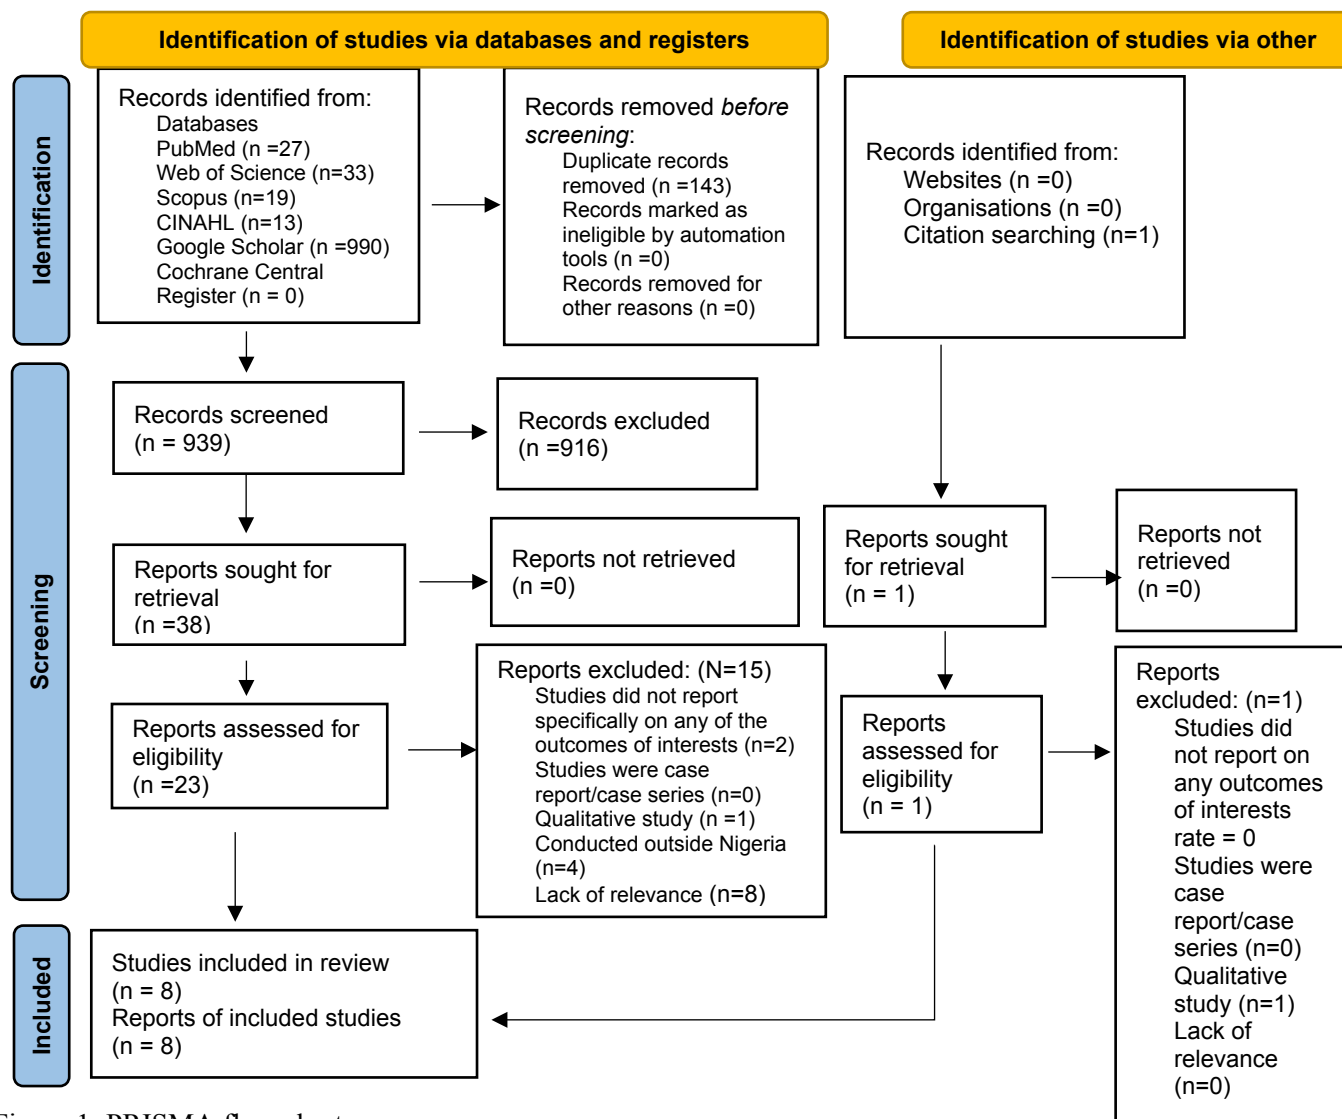 Identification of studies via databases and registers
Identification of studies via other
Identification
Records identified from:
Databases
PubMed (n =27)
Web of Science (n=33)
Scopus (n=19)
CINAHL (n=13)
Google Scholar (n =990)
Cochrane Central
Register (n = 0)
Records removed before
screening:
Duplicate records
removed (n =143)
Records marked as
ineligible by automation
tools (n =0)
Records removed for
other reasons (n =0)
Records identified from:
Websites (n =0)
Organisations (n =0)
Citation searching (n=1)
Screening
Records screened
(n = 939)
Records excluded
(n =916)
Reports sought for
retrieval
(n =38)
Reports not retrieved
(n =0)
Reports sought
for retrieval
(n = 1)
Reports not
retrieved
(n =0)
Reports assessed for
eligibility
(n =23)
Reports excluded: (N=15)
Studies did not report
specifically on any of the
outcomes of interests (n=2)
Studies were case
report/case series (n=0)
Qualitative study (n =1)
Conducted outside Nigeria
(n=4)
Lack of relevance (n=8)
Reports
assessed for
eligibility
(n = 1)
Reports
excluded: (n=1)
Studies did
not report on
any outcomes
of interests
rate = 0
Studies were
case
report/case
series (n=0)
Qualitative
study (n=1)
Lack of
relevance
(n=0)
Included
Studies included in review
(n = 8)
Reports of included studies
(n = 8)
Figure 1: PRISMA flow chart